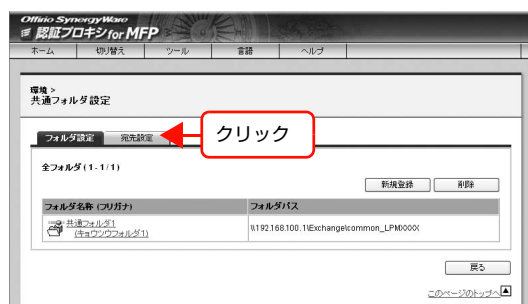 Offirio SynergyWare
認証プロキシ for MFP
ホーム 切り替え ツール 言語 ヘルプ
環境 >
共通フォルダ設定
フォルダ設定 宛先設定
クリック
全フォルダ (1 - 1 / 1)
新規登録 削除
フォルダ名称 (フリガナ) フォルダパス
共通フォルダ1
(キョウツウフォルダ1)
\\192.168.100.1\Exchange\common_LPMXXXX
戻る
このページのトップへ